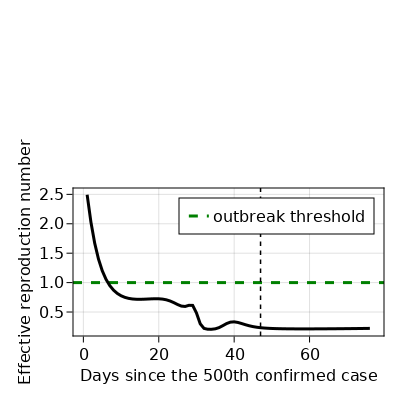 Effective reproduction number
2.5
2.0
1.5
1.0
0.5
outbreak threshold
0 20 40 60
Days since the 500th confirmed case